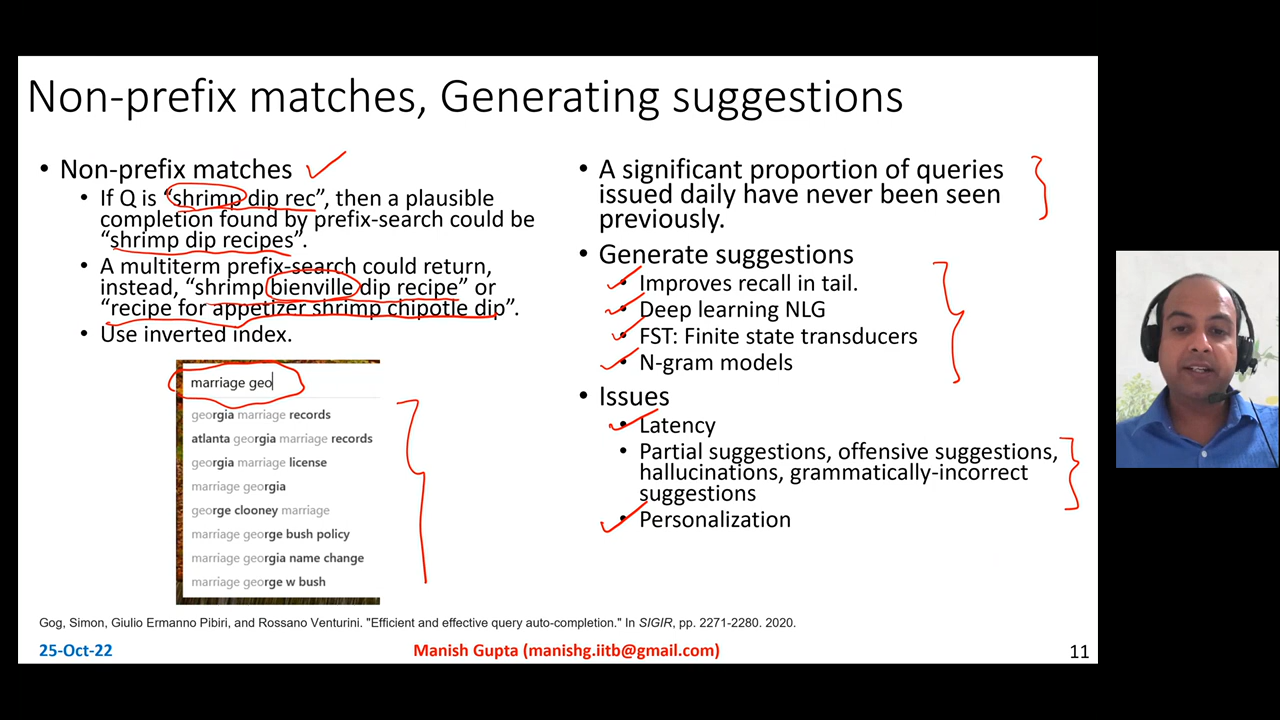 Non-prefix matches, Generating suggestions
• Non-prefix matches
• If Q is “shrimp dip rec”, then a plausible
completion found by prefix-search could be
“shrimp dip recipes”.
• A multiterm prefix-search could return,
instead, “shrimp bienville dip recipe” or
“recipe for appetizer shrimp chipotle dip”.
• Use inverted index.
marriage geo
georgia marriage records
atlanta georgia marriage records
georgia marriage license
marriage georgia
george clooney marriage
marriage george bush policy
marriage georgia name change
marriage george w bush
• A significant proportion of queries
issued daily have never been seen
previously.
• Generate suggestions
• Improves recall in tail.
• Deep learning NLG
• FST: Finite state transducers
• N-gram models
• Issues
• Latency
• Partial suggestions, offensive suggestions,
hallucinations, grammatically-incorrect
suggestions
• Personalization
Gog, Simon, Giulio Ermanno Pibiri, and Rossano Venturini. "Efficient and effective query auto-completion." In SIGIR, pp. 2271-2280. 2020.
25-Oct-22
Manish Gupta (manishg.iitb@gmail.com)
11